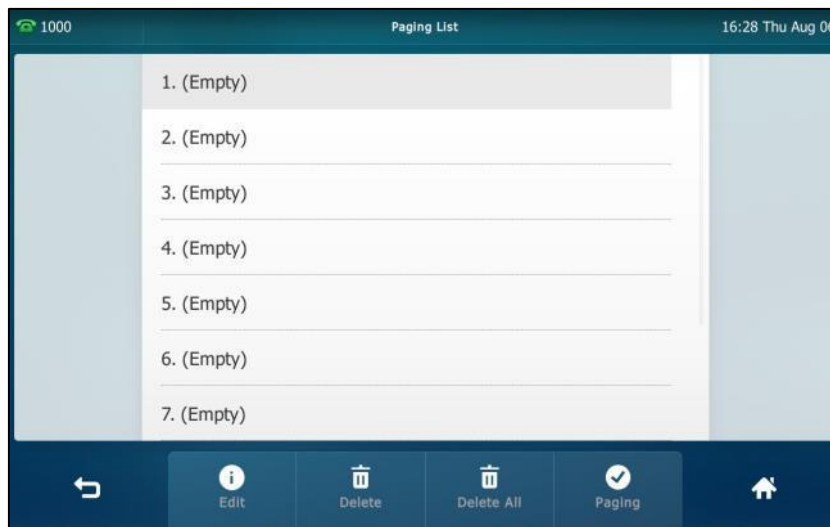 1000 Paging List 16:28 Thu Aug 06
1. (Empty)
2. (Empty)
3. (Empty)
4. (Empty)
5. (Empty)
6. (Empty)
7. (Empty)
Edit Delete Delete All Paging